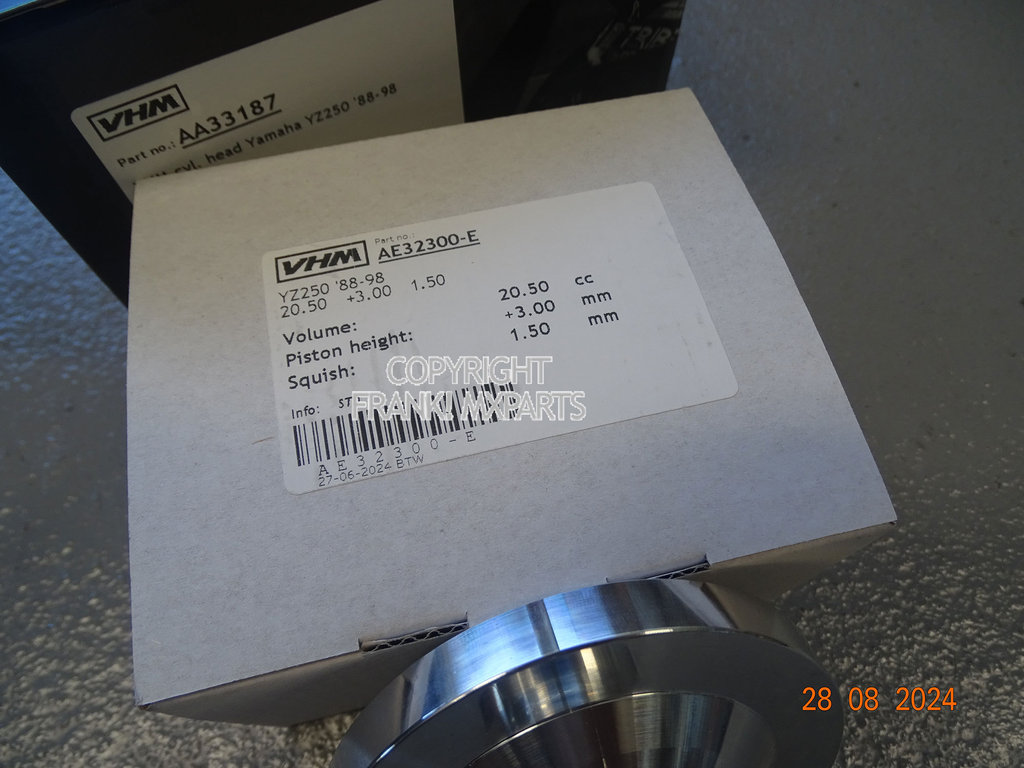 VHM
Part no.: AA33187
cyl. head Yamaha YZ250 '88-98
VHM
Part no.:
AE32300-E
YZ250 '88-98
20.50 +3.00 1.50
Volume: 20.50 cc
Piston height: +3.00 mm
Squish: 1.50 mm
Info:
COPYRIGHT
FRANK! MXPARTS
AE32300-E
27-06-2024 BTW
28 08 2024